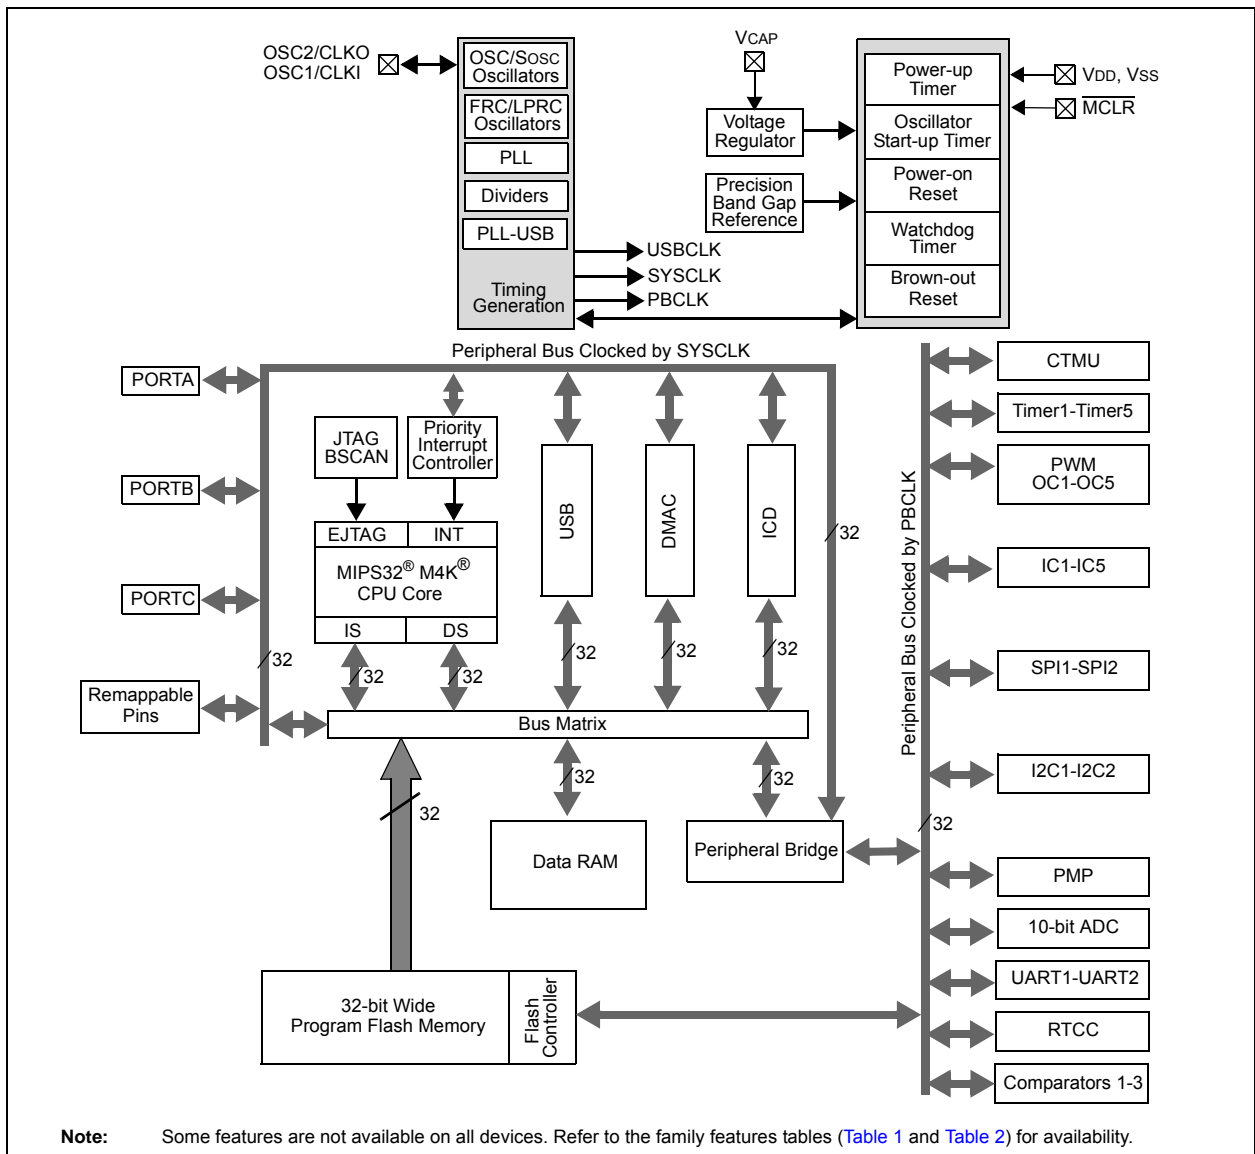 OSC2/CLKO
OSC1/CLKI
OSC/SOSC
Oscillators
FRC/LPRC
Oscillators
PLL
Dividers
PLL-USB
Timing
Generation
USBCLK
SYSCLK
PBCLK
VCAP
Voltage
Regulator
Precision
Band Gap
Reference
Power-up
Timer
Oscillator
Start-up Timer
Power-on
Reset
Watchdog
Timer
Brown-out
Reset
VDD, VSS
MCLR
Peripheral Bus Clocked by SYSCLK
PORTA
PORTB
PORTC
Remappable
Pins
32
JTAG
BSCAN
Priority
Interrupt
Controller
EJTAG
INT
MIPS32® M4K®
CPU Core
IS
DS
32
32
USB
32
DMAC
32
ICD
32
32
Bus Matrix
32
32
32
Data RAM
Peripheral Bridge
32-bit Wide
Program Flash Memory
Flash
Controller
Peripheral Bus Clocked by PBCLK
32
CTMU
Timer1-Timer5
PWM
OC1-OC5
IC1-IC5
SPI1-SPI2
I2C1-I2C2
PMP
10-bit ADC
UART1-UART2
RTCC
Comparators 1-3
Note: Some features are not available on all devices. Refer to the family features tables (Table 1 and Table 2) for availability.